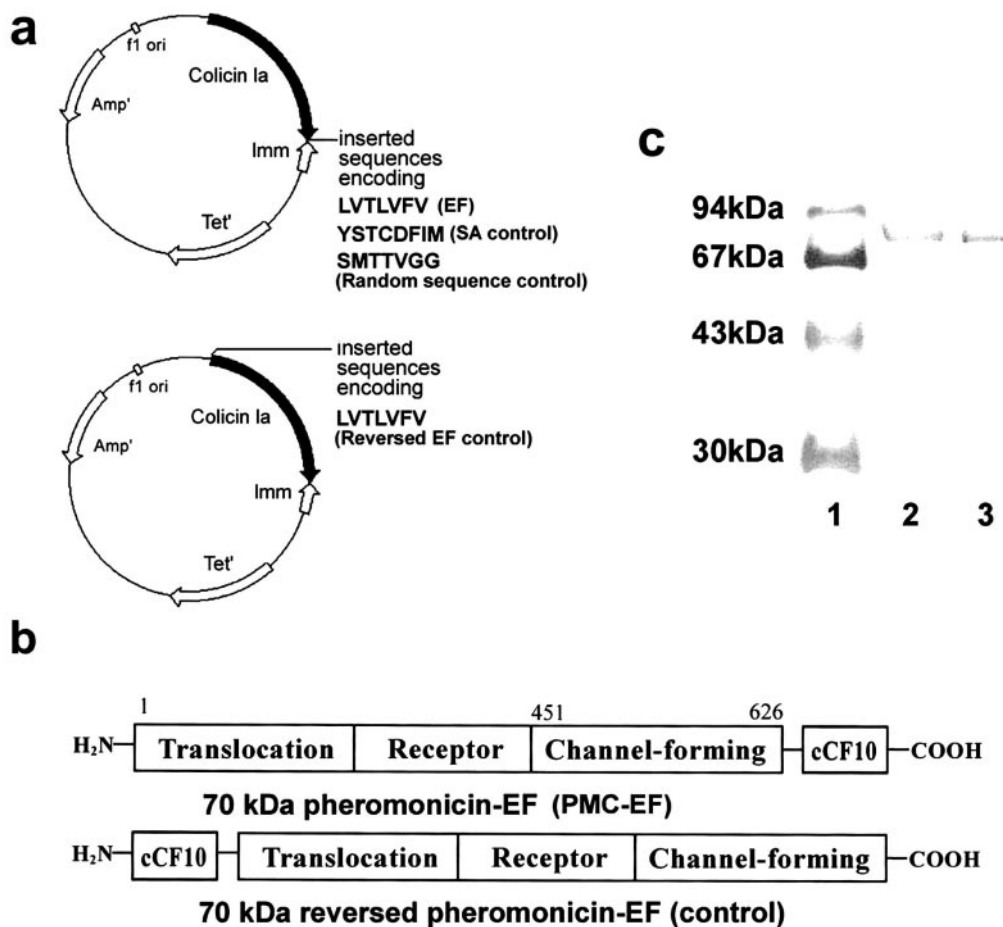 a
f1 ori
Colicin Ia
Amp'
Imm
Tet'
inserted
sequences
encoding
LVTLVFV (EF)
YSTCDFIM (SA control)
SMTTVGG
(Random sequence control)
f1 ori
Colicin Ia
Amp'
Imm
Tet'
inserted
sequences
encoding
LVTLVFV
(Reversed EF control)
c
94kDa
67kDa
43kDa
30kDa
1 2 3
b
1 451 626
H₂N Translocation Receptor Channel-forming cCF10 COOH
70 kDa pheromonicin-EF (PMC-EF)
H₂N cCF10 Translocation Receptor Channel-forming COOH
70 kDa reversed pheromonicin-EF (control)